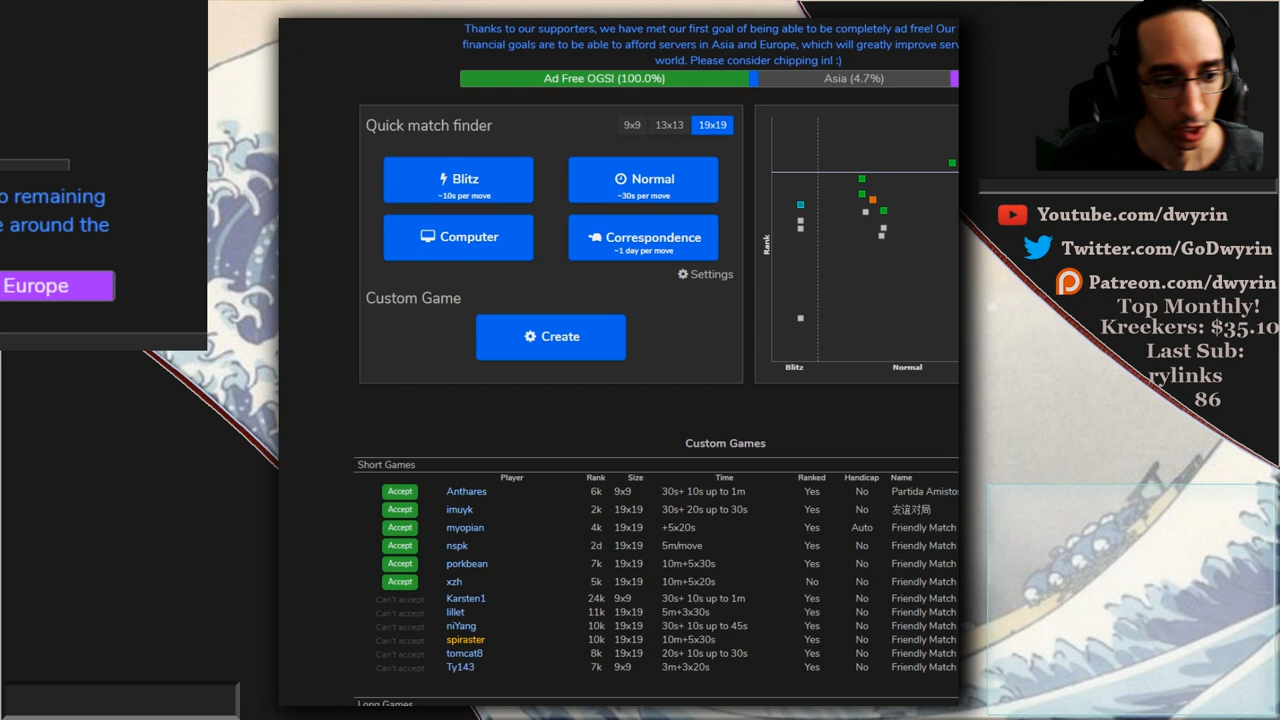 Thanks to our supporters, we have met our first goal of being able to be completely ad free! Our
financial goals are to be able to afford servers in Asia and Europe, which will greatly improve serv
world. Please consider chipping in! :)
Ad Free OGS! (100.0%)
Asia (4.7%)
o remaining
e around the
Europe
Quick match finder
9x9
13x13
19x19
Blitz
~10s per move
Normal
~30s per move
Computer
Correspondence
~1 day per move
Settings
Custom Game
Create
Rank
Blitz
Normal
Youtube.com/dwyrin
Twitter.com/GoDwyrin
Patreon.com/dwyrin
Top Monthly!
Kreekers: $35.10
Last Sub:
rylinks
86
Custom Games
Short Games
Player Rank Size Time Ranked Handicap Name
Accept Anthares 6k 9x9 30s+ 10s up to 1m Yes No Partida Amisto
Accept imuyk 2k 19x19 30s+ 20s up to 30s Yes No 友谊对局
Accept myopian 4k 19x19 +5x20s Yes Auto Friendly Match
Accept nspk 2d 19x19 5m/move Yes No Friendly Match
Accept porkbean 7k 19x19 10m+5x30s Yes No Friendly Match
Accept xzh 5k 19x19 10m+5x20s No No Friendly Match
Can't accept Karsten1 24k 9x9 30s+ 10s up to 1m Yes No Friendly Match
Can't accept lillet 11k 19x19 5m+3x30s Yes No Friendly Match
Can't accept niYang 10k 19x19 30s+ 10s up to 45s Yes No Friendly Match
Can't accept spiraster 10k 19x19 10m+5x30s Yes No Friendly Match
Can't accept tomcat8 8k 19x19 20s+ 10s up to 30s Yes No Friendly Match
Can't accept Ty143 7k 9x9 3m+3x20s Yes No Friendly Match
Long Games